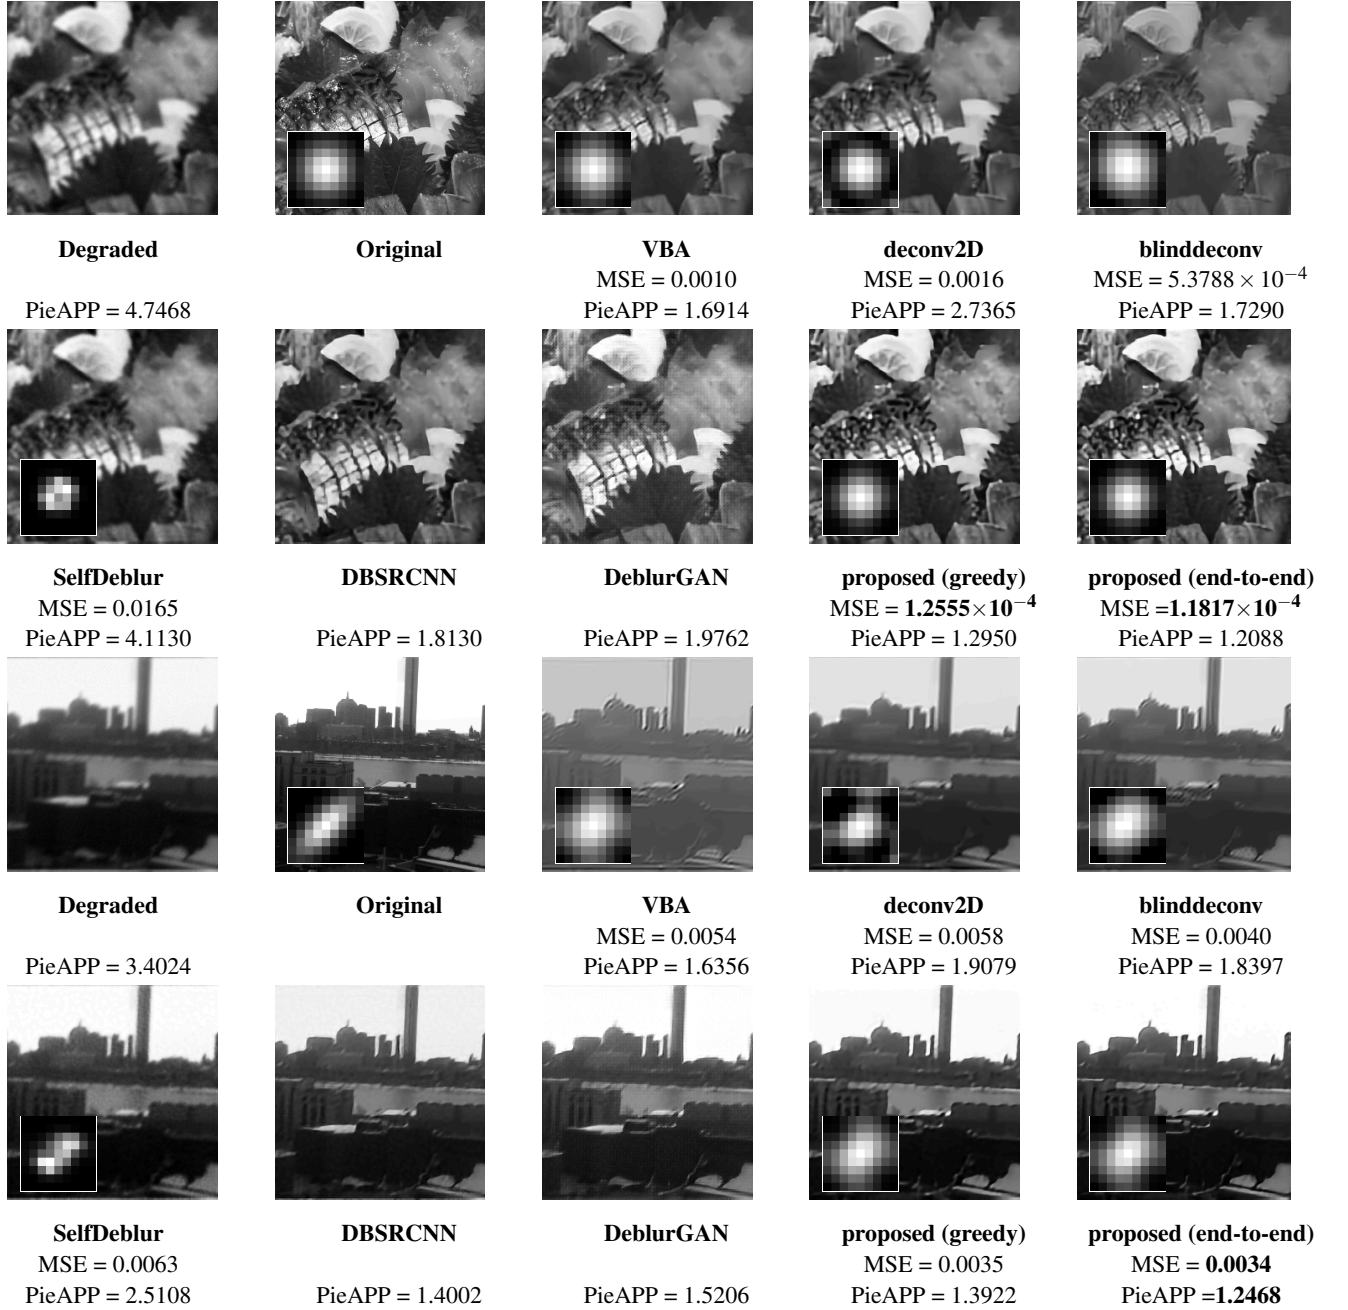 Degraded Original VBA deconv2D blinddeconv
MSE = 0.0010 MSE = 0.0016 MSE = 5.3788 × 10⁻⁴
PieAPP = 4.7468 PieAPP = 1.6914 PieAPP = 2.7365 PieAPP = 1.7290
SelfDeblur DBSRCNN DeblurGAN proposed (greedy) proposed (end-to-end)
MSE = 0.0165 MSE = 1.2555×10⁻⁴ MSE =1.1817×10⁻⁴
PieAPP = 4.1130 PieAPP = 1.8130 PieAPP = 1.9762 PieAPP = 1.2950 PieAPP = 1.2088
Degraded Original VBA deconv2D blinddeconv
MSE = 0.0054 MSE = 0.0058 MSE = 0.0040
PieAPP = 3.4024 PieAPP = 1.6356 PieAPP = 1.9079 PieAPP = 1.8397
SelfDeblur DBSRCNN DeblurGAN proposed (greedy) proposed (end-to-end)
MSE = 0.0063 MSE = 0.0035 MSE = 0.0034
PieAPP = 2.5108 PieAPP = 1.4002 PieAPP = 1.5206 PieAPP = 1.3922 PieAPP =1.2468